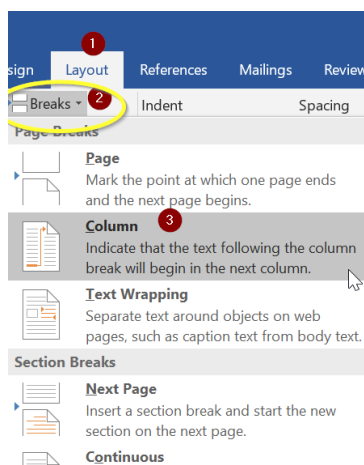 1
sign Layout References Mailings Review
Breaks 2 Indent Spacing
Page Breaks
Page
Mark the point at which one page ends
and the next page begins.
Column 3
Indicate that the text following the column
break will begin in the next column.
Text Wrapping
Separate text around objects on web
pages, such as caption text from body text.
Section Breaks
Next Page
Insert a section break and start the new
section on the next page.
Continuous